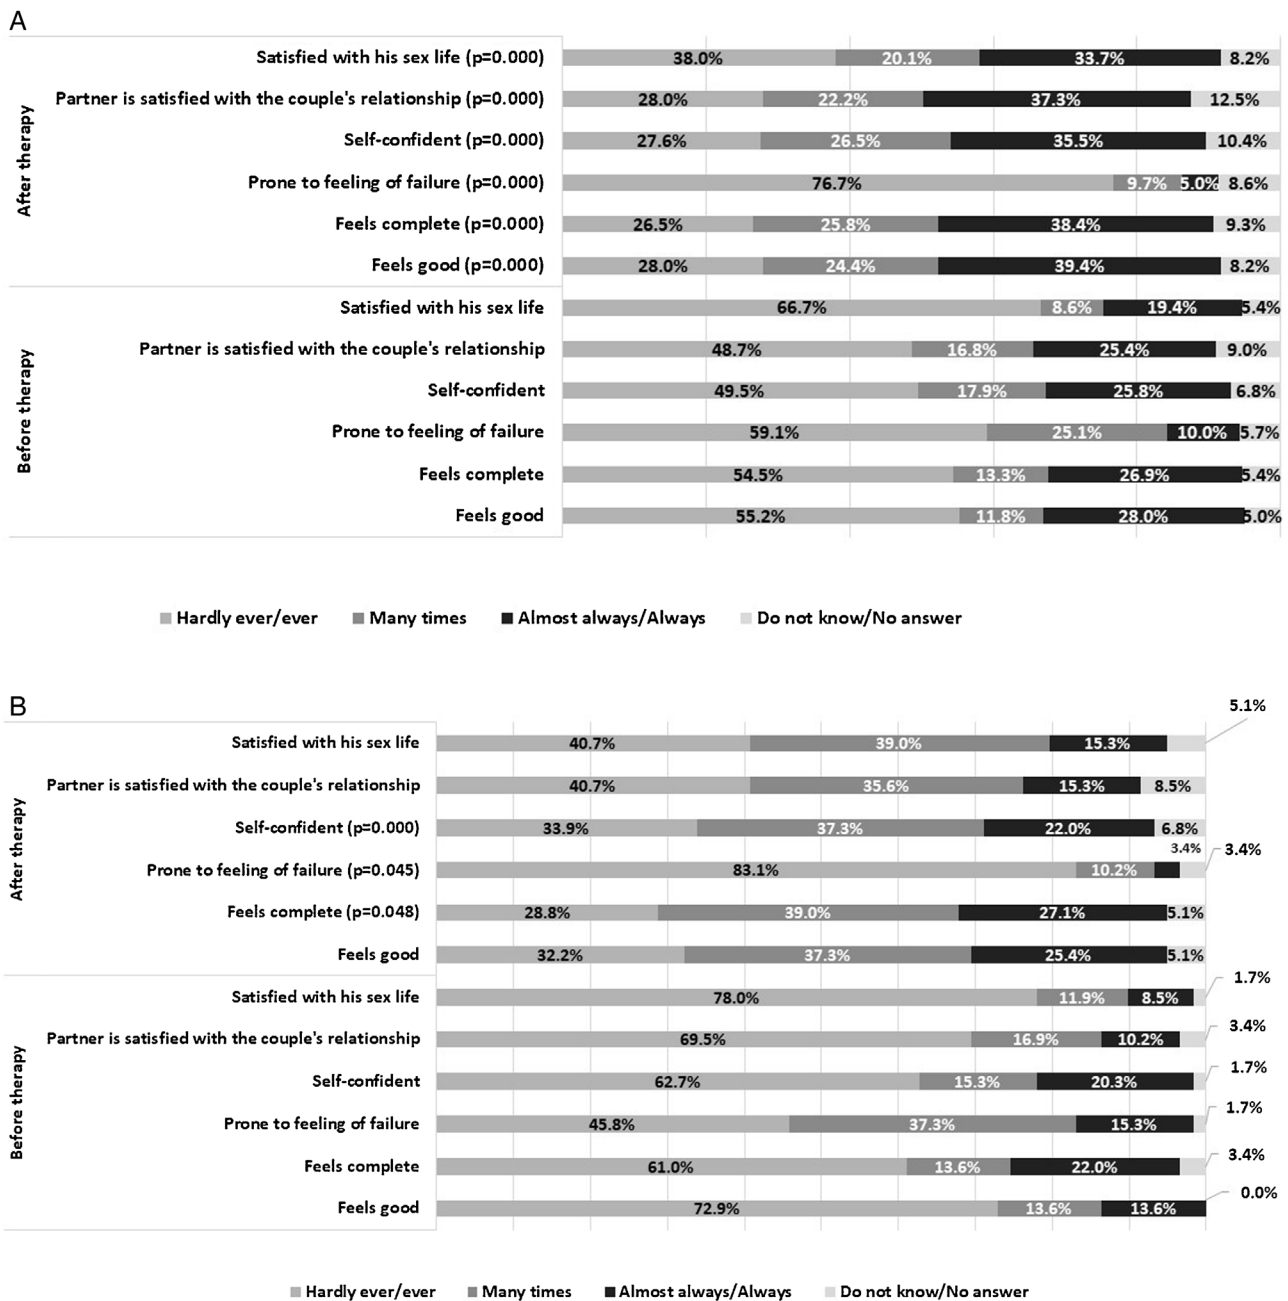 A
After therapy
Satisfied with his sex life (p=0.000) 38.0% 20.1% 33.7% 8.2%
Partner is satisfied with the couple's relationship (p=0.000) 28.0% 22.2% 37.3% 12.5%
Self-confident (p=0.000) 27.6% 26.5% 35.5% 10.4%
Prone to feeling of failure (p=0.000) 76.7% 9.7% 5.0% 8.6%
Feels complete (p=0.000) 26.5% 25.8% 38.4% 9.3%
Feels good (p=0.000) 28.0% 24.4% 39.4% 8.2%
Before therapy
Satisfied with his sex life 66.7% 8.6% 19.4% 5.4%
Partner is satisfied with the couple's relationship 48.7% 16.8% 25.4% 9.0%
Self-confident 49.5% 17.9% 25.8% 6.8%
Prone to feeling of failure 59.1% 25.1% 10.0% 5.7%
Feels complete 54.5% 13.3% 26.9% 5.4%
Feels good 55.2% 11.8% 28.0% 5.0%
Hardly ever/ever Many times Almost always/Always Do not know/No answer
B
After therapy
Satisfied with his sex life 40.7% 39.0% 15.3% 5.1%
Partner is satisfied with the couple's relationship 40.7% 35.6% 15.3% 8.5%
Self-confident (p=0.000) 33.9% 37.3% 22.0% 6.8%
Prone to feeling of failure (p=0.045) 83.1% 10.2% 3.4% 3.4%
Feels complete (p=0.048) 28.8% 39.0% 27.1% 5.1%
Feels good 32.2% 37.3% 25.4% 5.1%
Before therapy
Satisfied with his sex life 78.0% 11.9% 8.5% 1.7%
Partner is satisfied with the couple's relationship 69.5% 16.9% 10.2% 3.4%
Self-confident 62.7% 15.3% 20.3% 1.7%
Prone to feeling of failure 45.8% 37.3% 15.3% 1.7%
Feels complete 61.0% 13.6% 22.0% 3.4%
Feels good 72.9% 13.6% 13.6% 0.0%
Hardly ever/ever Many times Almost always/Always Do not know/No answer